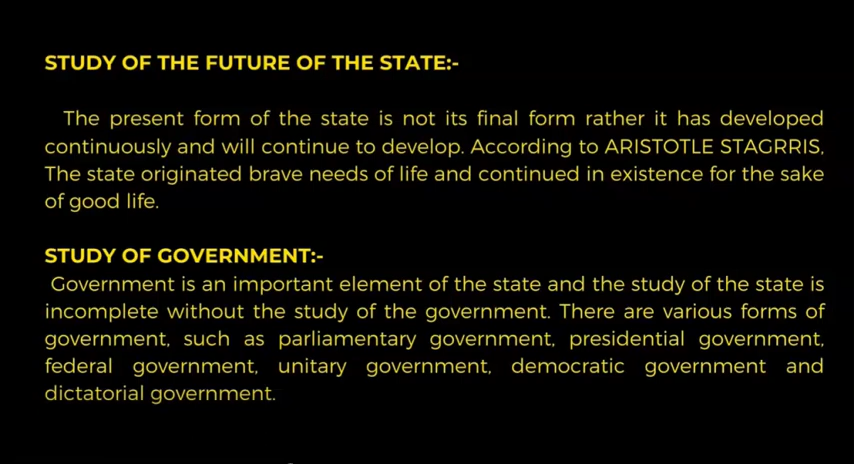 STUDY OF THE FUTURE OF THE STATE:-
The present form of the state is not its final form rather it has developed
continuously and will continue to develop. According to ARISTOTLE STAGRRIS,
The state originated brave needs of life and continued in existence for the sake
of good life.
STUDY OF GOVERNMENT:-
Government is an important element of the state and the study of the state is
incomplete without the study of the government. There are various forms of
government, such as parliamentary government, presidential government,
federal government, unitary government, democratic government and
dictatorial government.